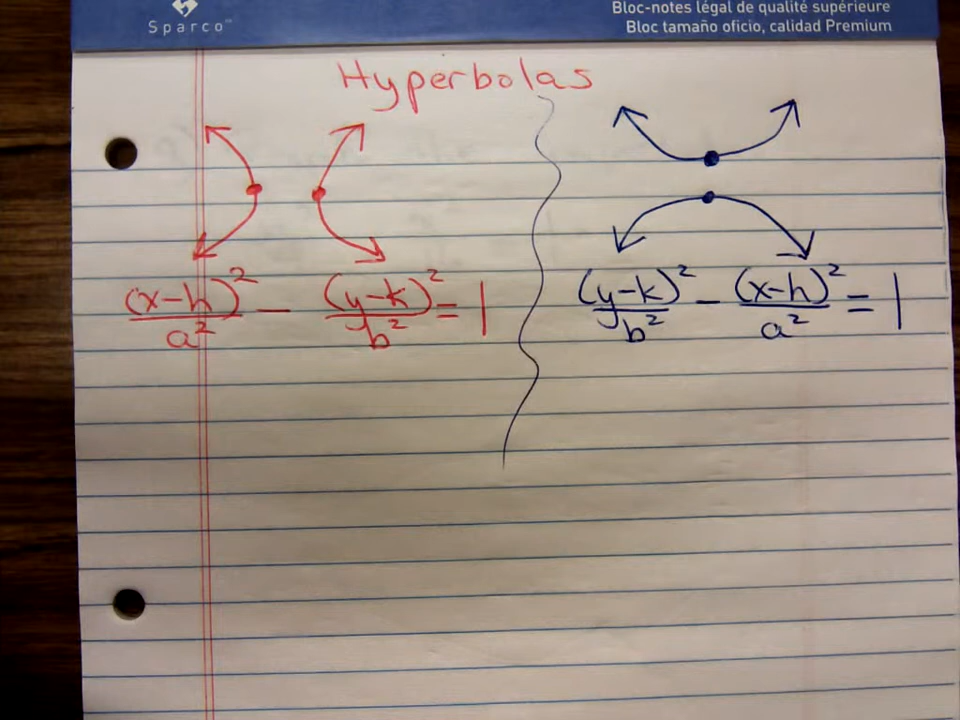 Sparco™
Bloc-notes légal de qualité supérieure
Bloc tamaño oficio, calidad Premium
Hyperbolas
(x-h)²/a² - (y-k)²/b² = 1
(y-k)²/b² - (x-h)²/a² = 1